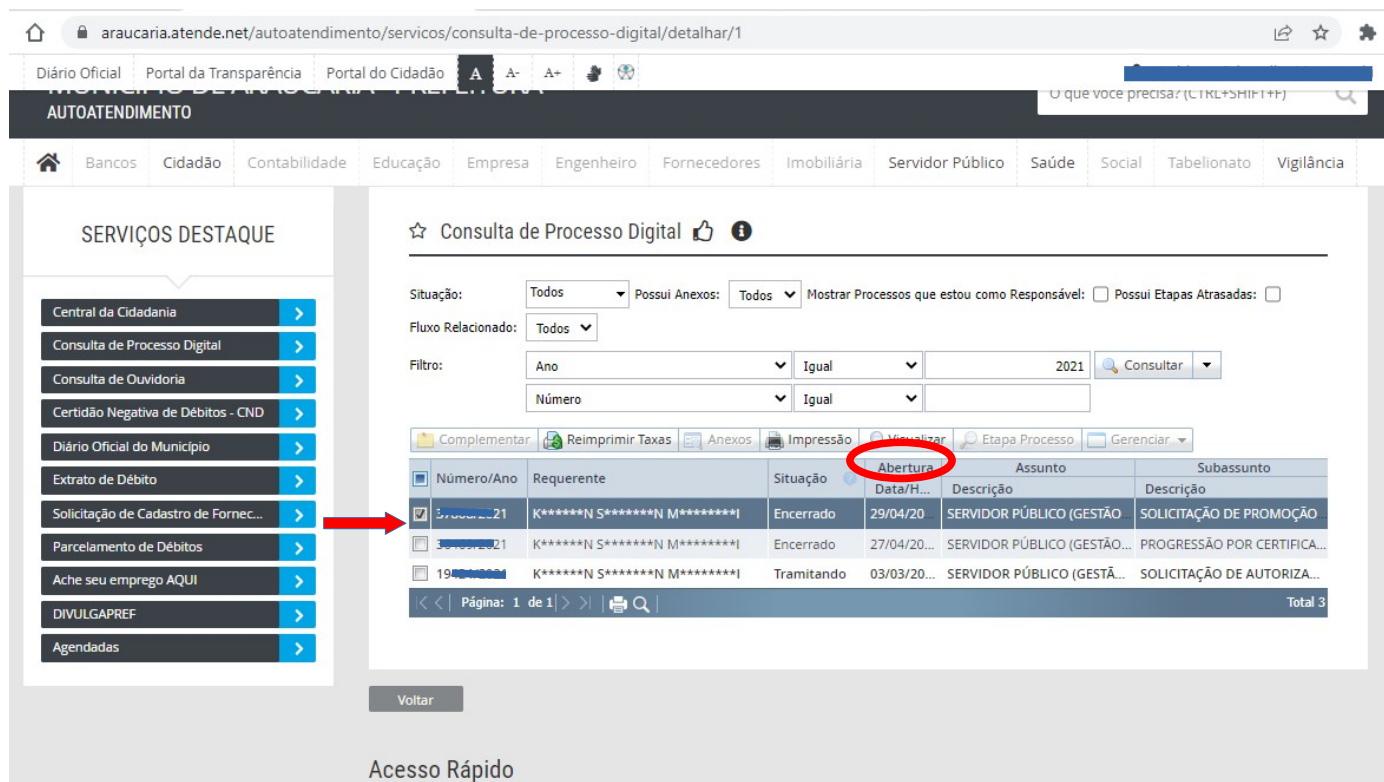 araucaria.atende.net/autoatendimento/servicos/consulta-de-processo-digital/detalhar/1
Diário Oficial Portal da Transparência Portal do Cidadão A A- A+
MUNICÍPIO DE ARAUCÁRIA - PREFEITURA
AUTOATENDIMENTO
O que você precisa? (CTRL+SHIFT+F)
Bancos Cidadão Contabilidade Educação Empresa Engenheiro Fornecedores Imobiliária Servidor Público Saúde Social Tabelionato Vigilância
SERVIÇOS DESTAQUE
Central da Cidadania
Consulta de Processo Digital
Consulta de Ouvidoria
Certidão Negativa de Débitos - CND
Diário Oficial do Município
Extrato de Débito
Solicitação de Cadastro de Fornec...
Parcelamento de Débitos
Ache seu emprego AQUI
DIVULGAPREF
Agendadas
Consulta de Processo Digital
Situação: Todos Possui Anexos: Todos Mostrar Processos que estou como Responsável: Possui Etapas Atrasadas:
Fluxo Relacionado: Todos
Filtro: Ano Igual 2021 Consultar
Número Igual
Complementar Reimprimir Taxas Anexos Impressão Visualizar Etapa Processo Gerenciar
Número/Ano Requerente Situação Abertura Assunto Subassunto
Data/H... Descrição Descrição
21 K******N S*******N M********I Encerrado 29/04/20... SERVIDOR PÚBLICO (GESTÃO... SOLICITAÇÃO DE PROMOÇÃO
21 K******N S*******N M********I Encerrado 27/04/20... SERVIDOR PÚBLICO (GESTÃO... PROGRESSÃO POR CERTIFICA...
19 K******N S*******N M********I Tramitando 03/03/20... SERVIDOR PÚBLICO (GESTÃ... SOLICITAÇÃO DE AUTORIZA...
Página: 1 de 1 Total 3
Voltar
Acesso Rápido